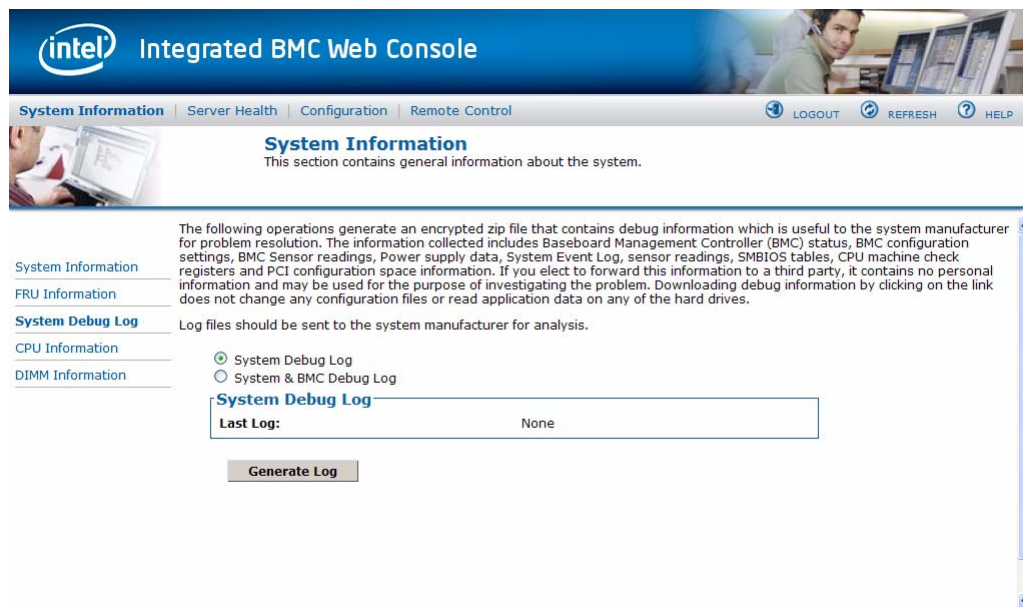 intel Integrated BMC Web Console
System Information | Server Health | Configuration | Remote Control LOGOUT REFRESH ? HELP
System Information
This section contains general information about the system.
System Information
FRU Information
System Debug Log
CPU Information
DIMM Information
The following operations generate an encrypted zip file that contains debug information which is useful to the system manufacturer
for problem resolution. The information collected includes Baseboard Management Controller (BMC) status, BMC configuration
settings, BMC Sensor readings, Power supply data, System Event Log, sensor readings, SMBIOS tables, CPU machine check
registers and PCI configuration space information. If you elect to forward this information to a third party, it contains no personal
information and may be used for the purpose of investigating the problem. Downloading debug information by clicking on the link
does not change any configuration files or read application data on any of the hard drives.
Log files should be sent to the system manufacturer for analysis.
System Debug Log
System & BMC Debug Log
System Debug Log
Last Log: None
Generate Log